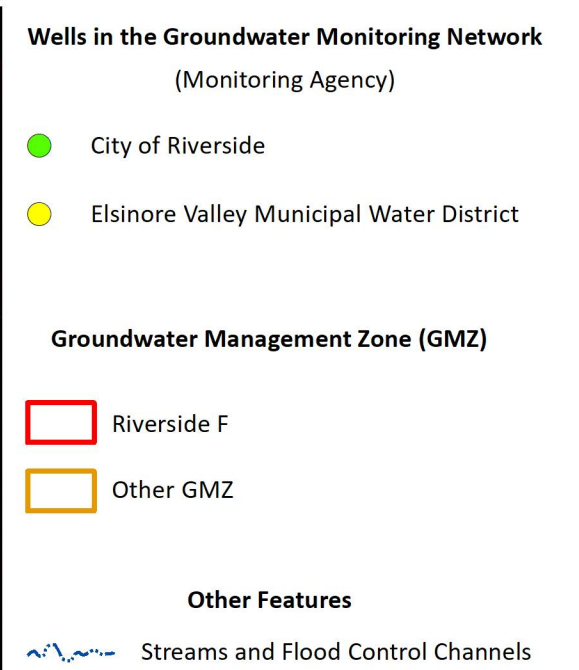 Wells in the Groundwater Monitoring Network
(Monitoring Agency)
City of Riverside
Elsinore Valley Municipal Water District
Groundwater Management Zone (GMZ)
Riverside F
Other GMZ
Other Features
Streams and Flood Control Channels